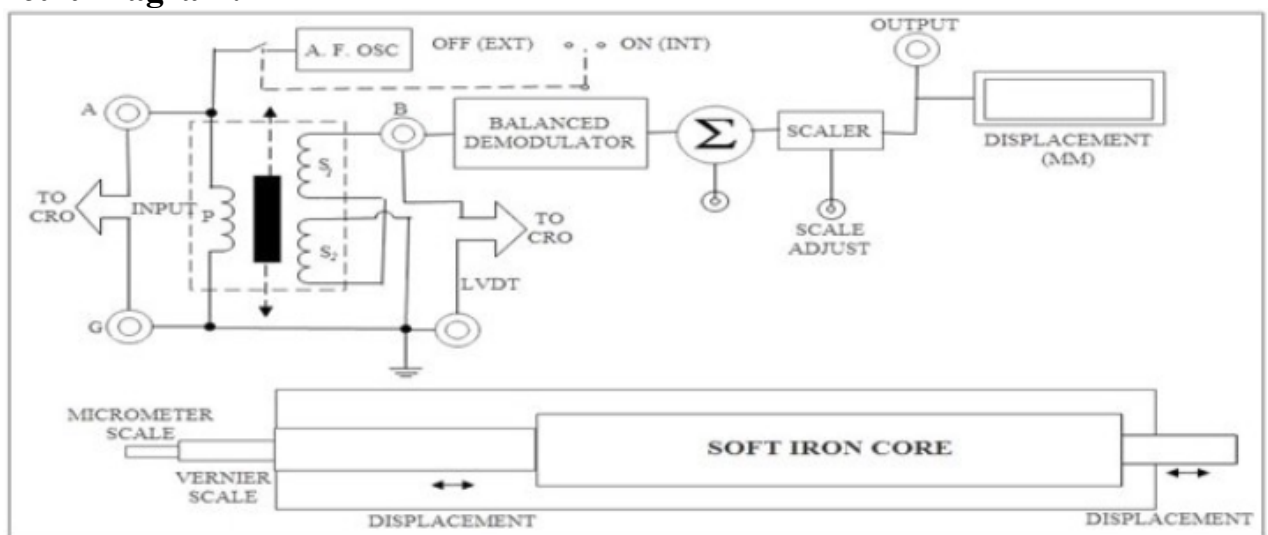 OUTPUT
A. F. OSC
OFF (EXT)
ON (INT)
A
B
BALANCED
DEMODULATOR
Σ
SCALER
DISPLACEMENT
(MM)
S1
TO
CRO
INPUT
P
TO
CRO
SCALE
ADJUST
S2
LVDT
G
MICROMETER
SCALE
VERNIER
SCALE
SOFT IRON CORE
DISPLACEMENT
DISPLACEMENT